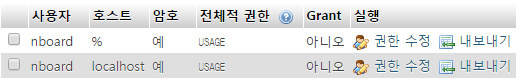 사용자 호스트 암호 전체적 권한 Grant 실행
nboard % 예 USAGE 아니오 권한 수정 내보내기
nboard localhost 예 USAGE 아니오 권한 수정 내보내기